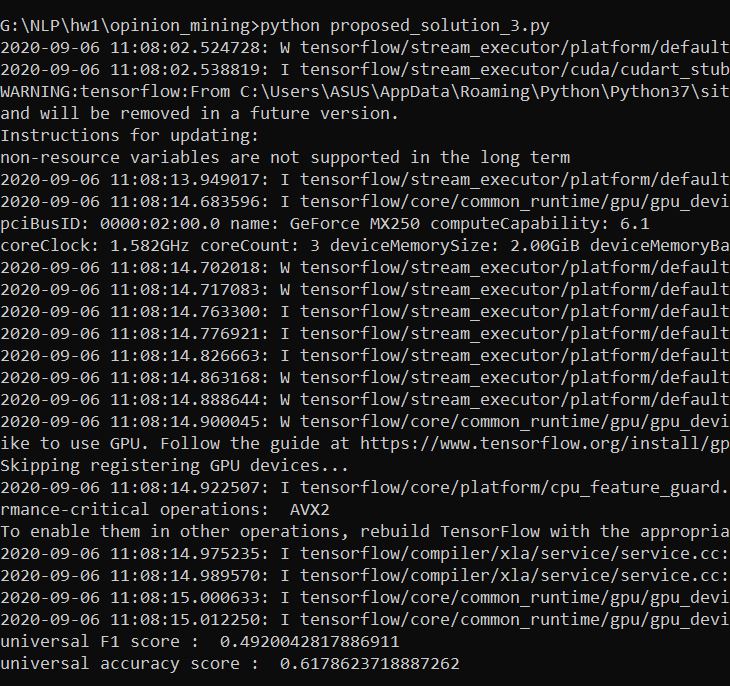 G:\NLP\hw1\opinion_mining>python proposed_solution_3.py
2020-09-06 11:08:02.524728: W tensorflow/stream_executor/platform/default
2020-09-06 11:08:02.538819: I tensorflow/stream_executor/cuda/cudart_stub
WARNING:tensorflow:From C:\Users\ASUS\AppData\Roaming\Python\Python37\sit
and will be removed in a future version.
Instructions for updating:
non-resource variables are not supported in the long term
2020-09-06 11:08:13.949017: I tensorflow/stream_executor/platform/default
2020-09-06 11:08:14.683596: I tensorflow/core/common_runtime/gpu/gpu_devi
pciBusID: 0000:02:00.0 name: GeForce MX250 computeCapability: 6.1
coreClock: 1.582GHz coreCount: 3 deviceMemorySize: 2.00GiB deviceMemoryBa
2020-09-06 11:08:14.702018: W tensorflow/stream_executor/platform/default
2020-09-06 11:08:14.717083: W tensorflow/stream_executor/platform/default
2020-09-06 11:08:14.763300: I tensorflow/stream_executor/platform/default
2020-09-06 11:08:14.776921: I tensorflow/stream_executor/platform/default
2020-09-06 11:08:14.826663: I tensorflow/stream_executor/platform/default
2020-09-06 11:08:14.863168: W tensorflow/stream_executor/platform/default
2020-09-06 11:08:14.888644: W tensorflow/stream_executor/platform/default
2020-09-06 11:08:14.900045: W tensorflow/core/common_runtime/gpu/gpu_devi
ike to use GPU. Follow the guide at https://www.tensorflow.org/install/gp
Skipping registering GPU devices...
2020-09-06 11:08:14.922507: I tensorflow/core/platform/cpu_feature_guard.
rmance-critical operations:  AVX2
To enable them in other operations, rebuild TensorFlow with the appropria
2020-09-06 11:08:14.975235: I tensorflow/compiler/xla/service/service.cc:
2020-09-06 11:08:14.989570: I tensorflow/compiler/xla/service/service.cc:
2020-09-06 11:08:15.000633: I tensorflow/core/common_runtime/gpu/gpu_devi
2020-09-06 11:08:15.012250: I tensorflow/core/common_runtime/gpu/gpu_devi
universal F1 score :  0.4920042817886911
universal accuracy score :  0.6178623718887262